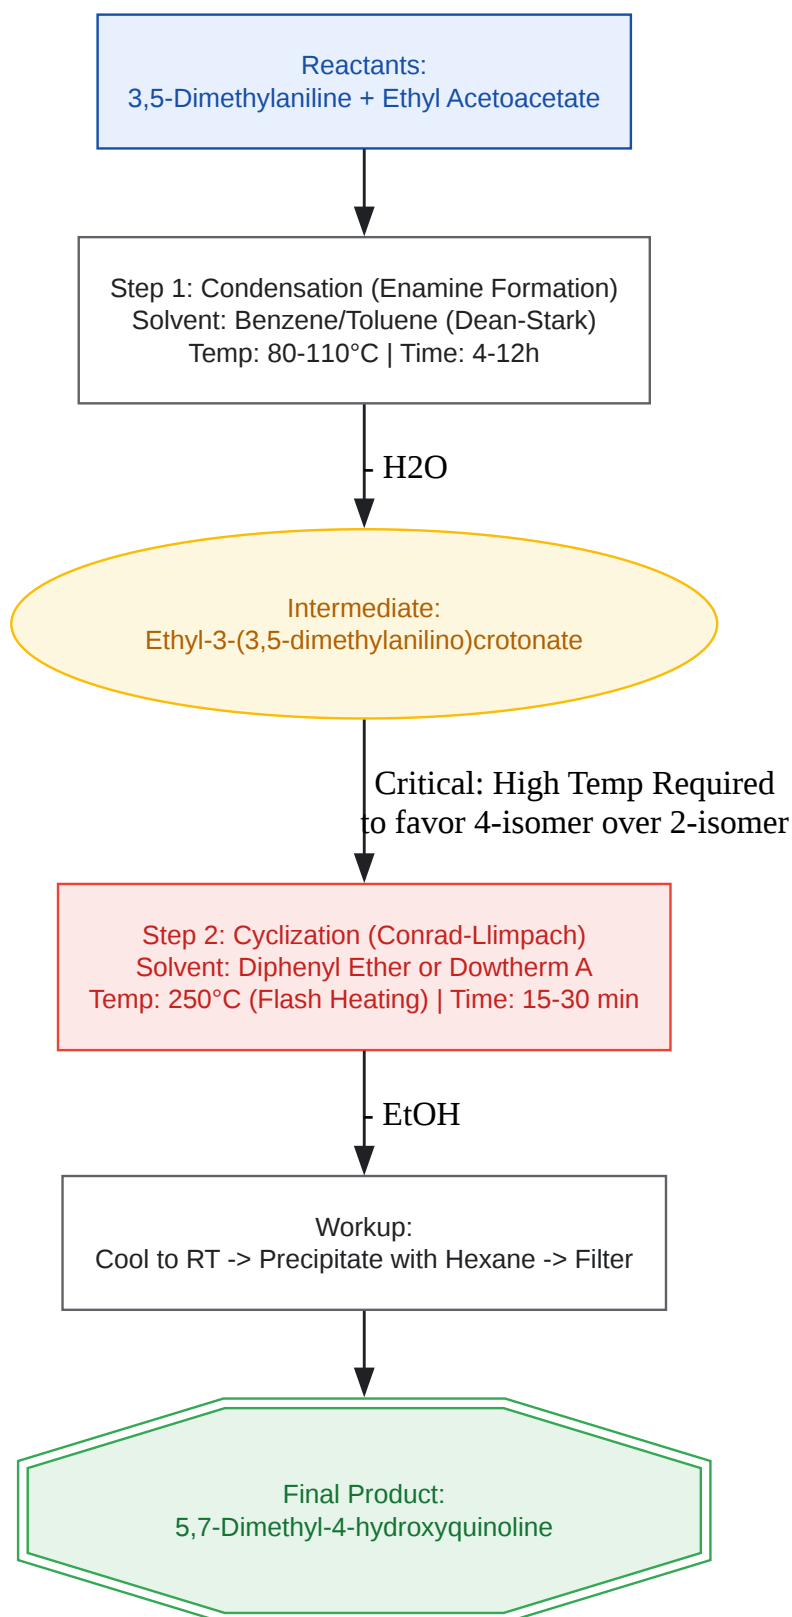 Reactants:
3,5-Dimethylaniline + Ethyl Acetoacetate
Step 1: Condensation (Enamine Formation)
Solvent: Benzene/Toluene (Dean-Stark)
Temp: 80-110°C | Time: 4-12h
- H2O
Intermediate:
Ethyl-3-(3,5-dimethylanilino)crotonate
Critical: High Temp Required
to favor 4-isomer over 2-isomer
Step 2: Cyclization (Conrad-Llimpach)
Solvent: Diphenyl Ether or Dowtherm A
Temp: 250°C (Flash Heating) | Time: 15-30 min
- EtOH
Workup:
Cool to RT -> Precipitate with Hexane -> Filter
Final Product:
5,7-Dimethyl-4-hydroxyquinoline